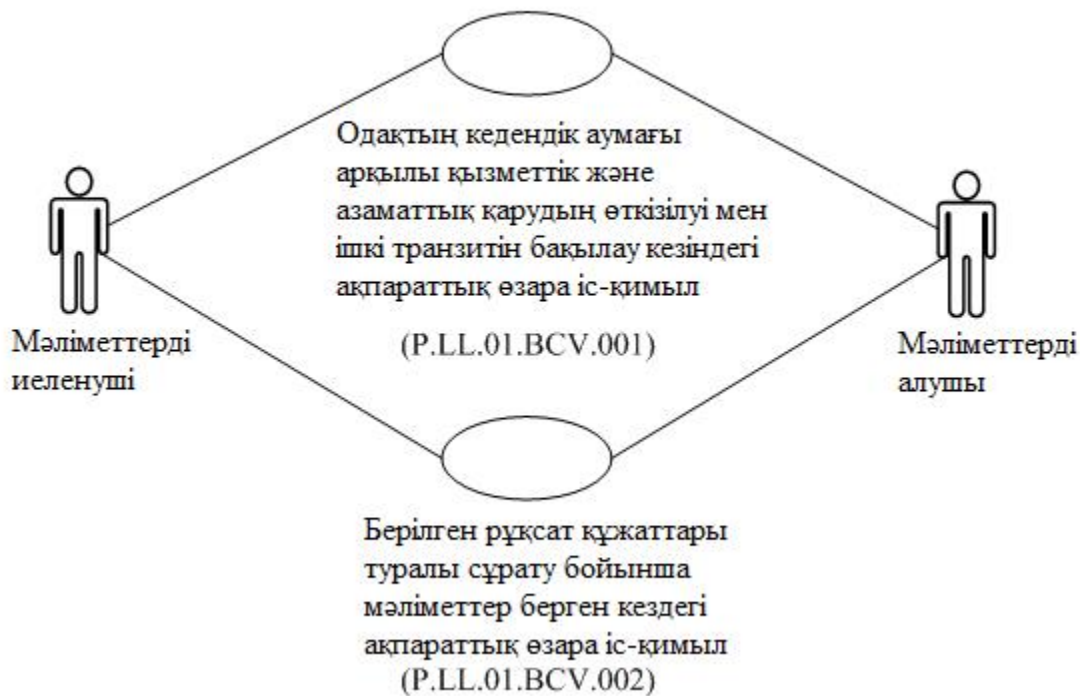 Одақтың кедендік аумағы
арқылы қызметтік және
азаматтық қарудың өткізілуі мен
ішкі транзитін бақылау кезіндегі
ақпараттық өзара іс-қимыл
(P.LL.01.BCV.001)
Мәліметтерді
иеленуші
Мәліметтерді
алушы
Берілген рұқсат құжаттары
туралы сұрату бойынша
мәліметтер берген кездегі
ақпараттық өзара іс-қимыл
(P.LL.01.BCV.002)